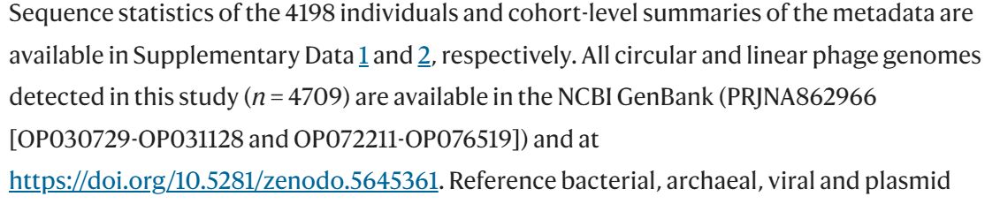 Sequence statistics of the 4198 individuals and cohort-level summaries of the metadata are
available in Supplementary Data 1 and 2, respectively. All circular and linear phage genomes
detected in this study (n = 4709) are available in the NCBI GenBank (PRJNA862966
[OP030729-OP031128 and OP072211-OP076519]) and at
https://doi.org/10.5281/zenodo.5645361. Reference bacterial, archaeal, viral and plasmid